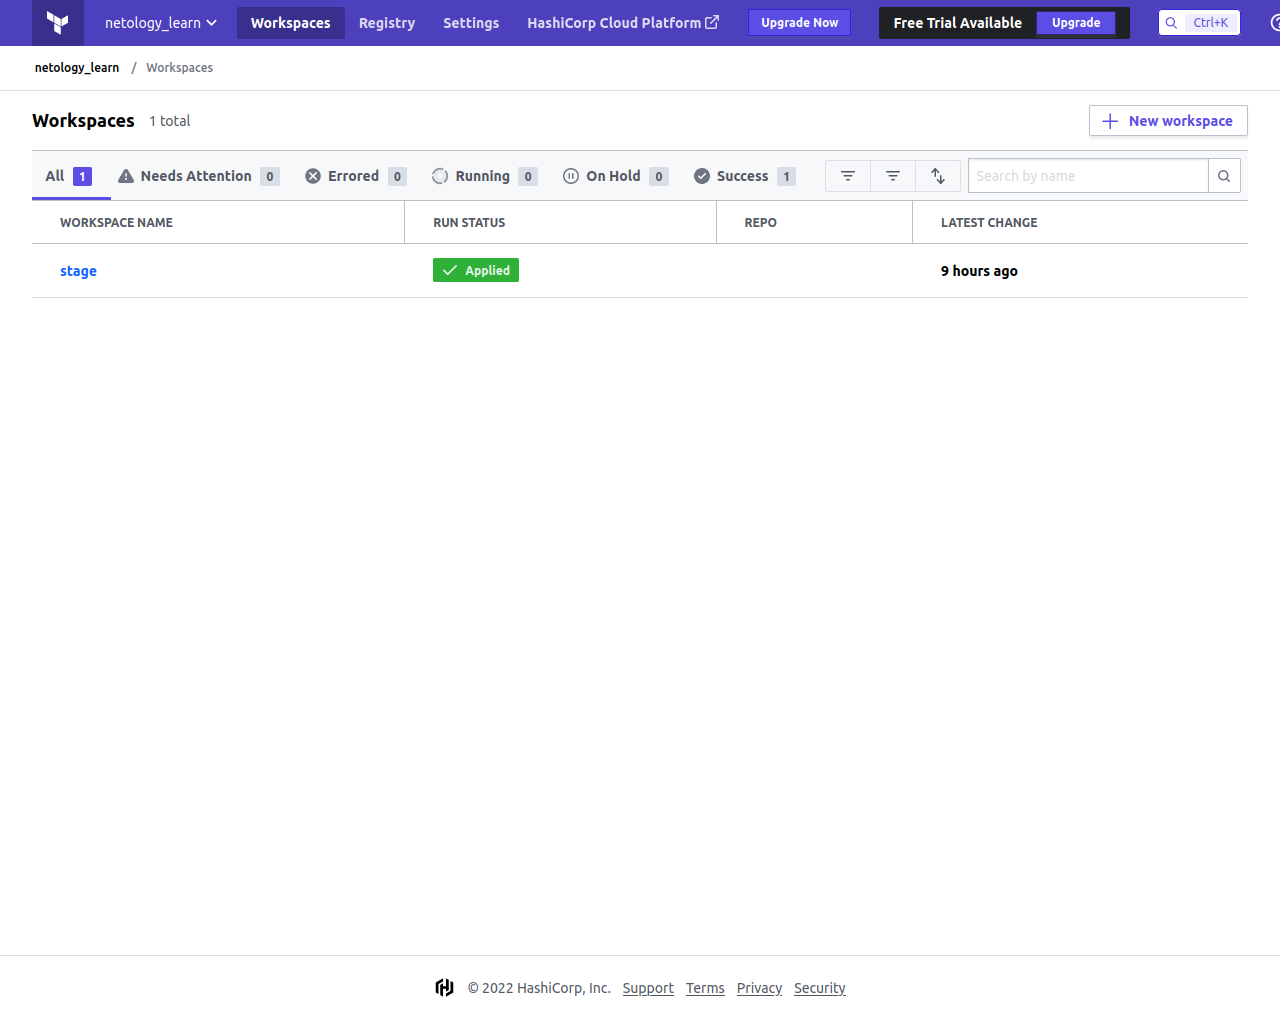 netology_learn Workspaces Registry Settings HashiCorp Cloud Platform Upgrade Now Free Trial Available Upgrade Ctrl+K
netology_learn / Workspaces
Workspaces 1 total New workspace
All 1 Needs Attention 0 Errored 0 Running 0 On Hold 0 Success 1 Search by name
WORKSPACE NAME RUN STATUS REPO LATEST CHANGE
stage Applied 9 hours ago
© 2022 HashiCorp, Inc. Support Terms Privacy Security